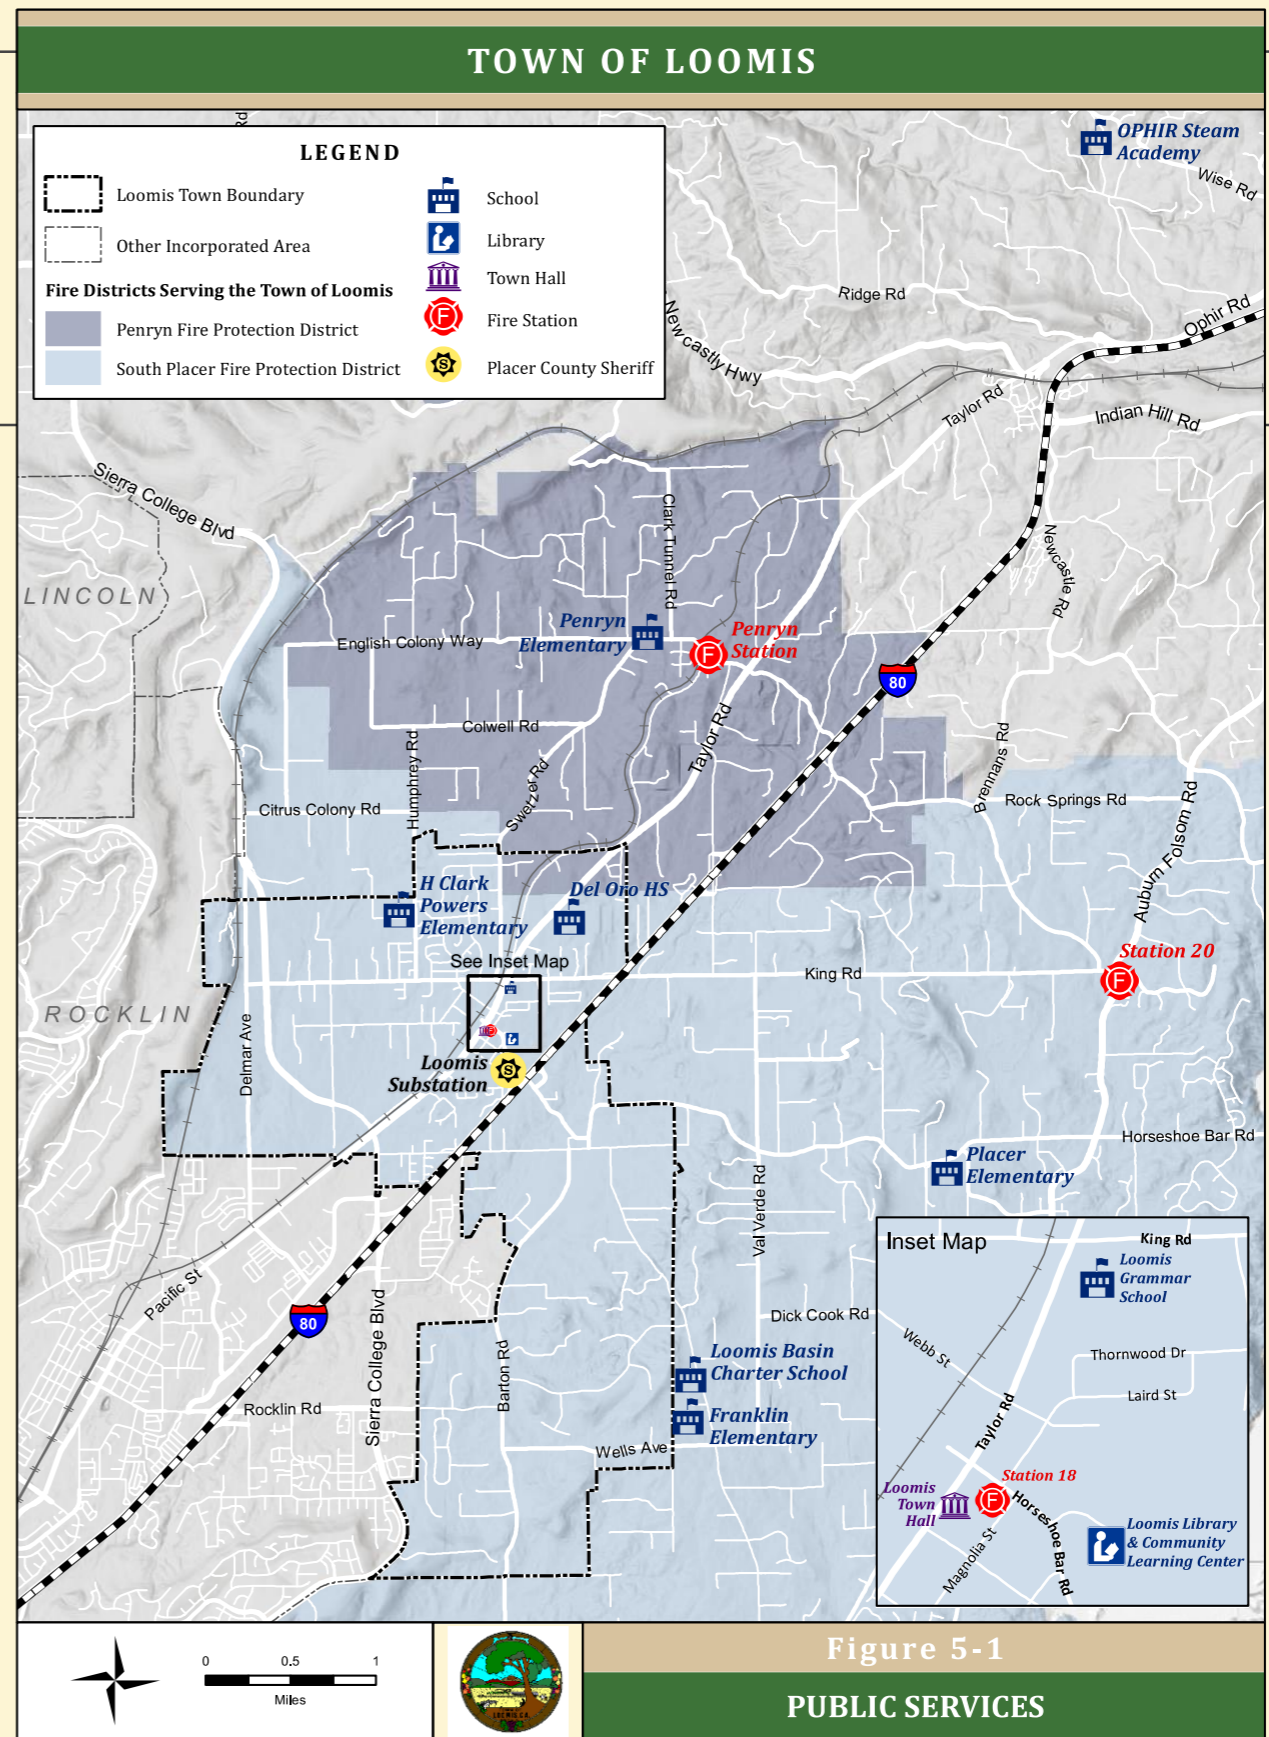 TOWN OF LOOMIS
Rd
LEGEND
Loomis Town Boundary
Other Incorporated Area
Fire Districts Serving the Town of Loomis
Penryn Fire Protection District
South Placer Fire Protection District
School
Library
Town Hall
F
Fire Station
S
Placer County Sheriff
OPHIR Steam
Academy
Wise Rd
Ridge Rd
Ophir Rd
Newcastly Hwy
Taylor Rd
Indian Hill Rd
Sierra College Blvd
Clark Tunnel Rd
Newcastle Rd
LINCOLN
English Colony Way
Penryn
Elementary
F
Penryn
Station
80
Colwell Rd
Humphrey Rd
Swetzer Rd
Taylor Rd
Brennans Rd
Citrus Colony Rd
Rock Springs Rd
Auburn Folsom Rd
H Clark
Powers
Elementary
Del Oro HS
See Inset Map
King Rd
Station 20
F
ROCKLIN
Delmar Ave
F
Loomis
Substation
S
Horseshoe Bar Rd
Placer
Elementary
Val Verde Rd
Pacific St
80
Sierra College Blvd
Barton Rd
Dick Cook Rd
Loomis Basin
Charter School
Franklin
Elementary
Rocklin Rd
Wells Ave
Inset Map
King Rd
Loomis
Grammar
School
Webb St
Thornwood Dr
Laird St
Taylor Rd
Station 18
Loomis
Town
Hall
F
Horseshoe Bar Rd
Magnolia St
Loomis Library
& Community
Learning Center
0 0.5 1
Miles
Figure 5-1
PUBLIC SERVICES